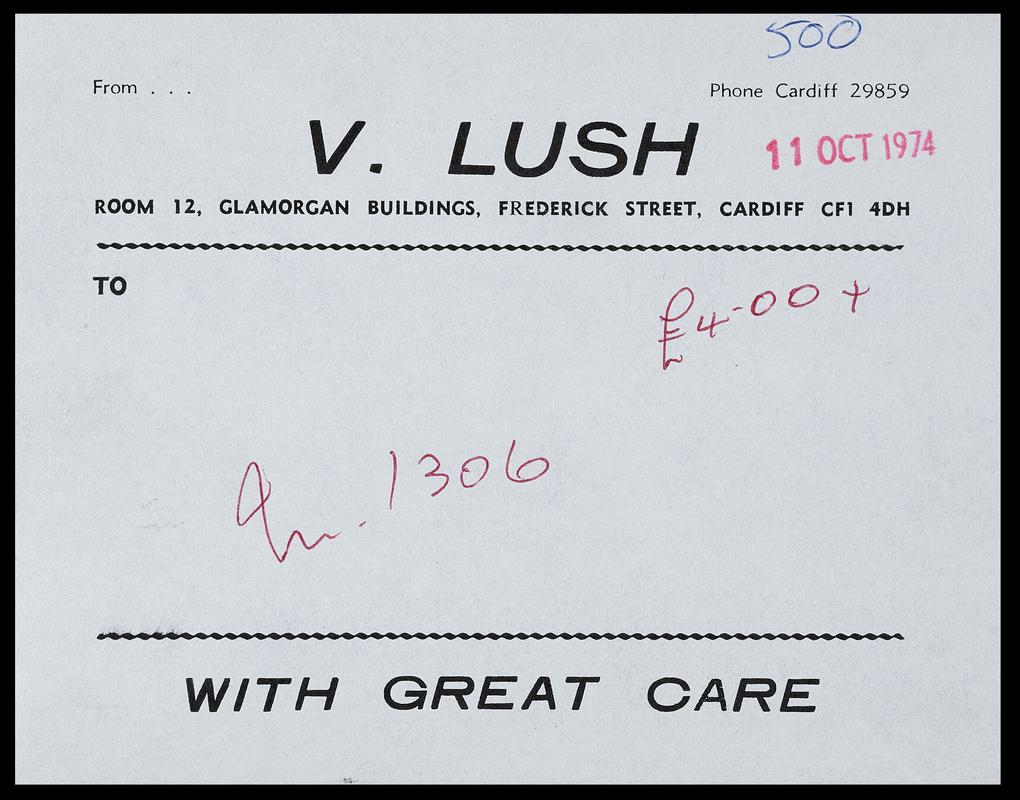 500
From . . .
Phone Cardiff 29859
V. LUSH
11 OCT 1974
ROOM 12, GLAMORGAN BUILDINGS, FREDERICK STREET, CARDIFF CF1 4DH
TO
£4-00 +
1306
WITH GREAT CARE